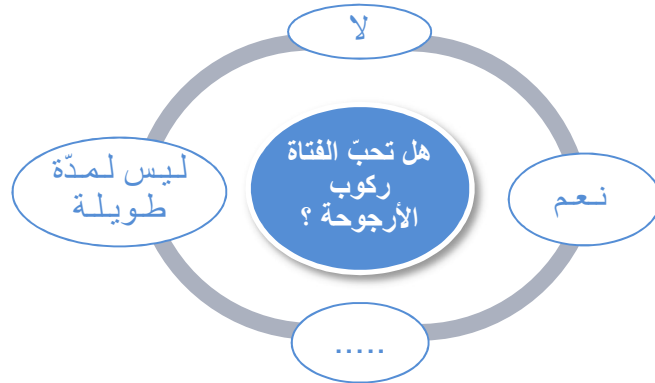 لا
هل تحبّ الفتاة
ركوب
الأرجوحة ؟
نعم
ليس لمدّة
طويلة
.....